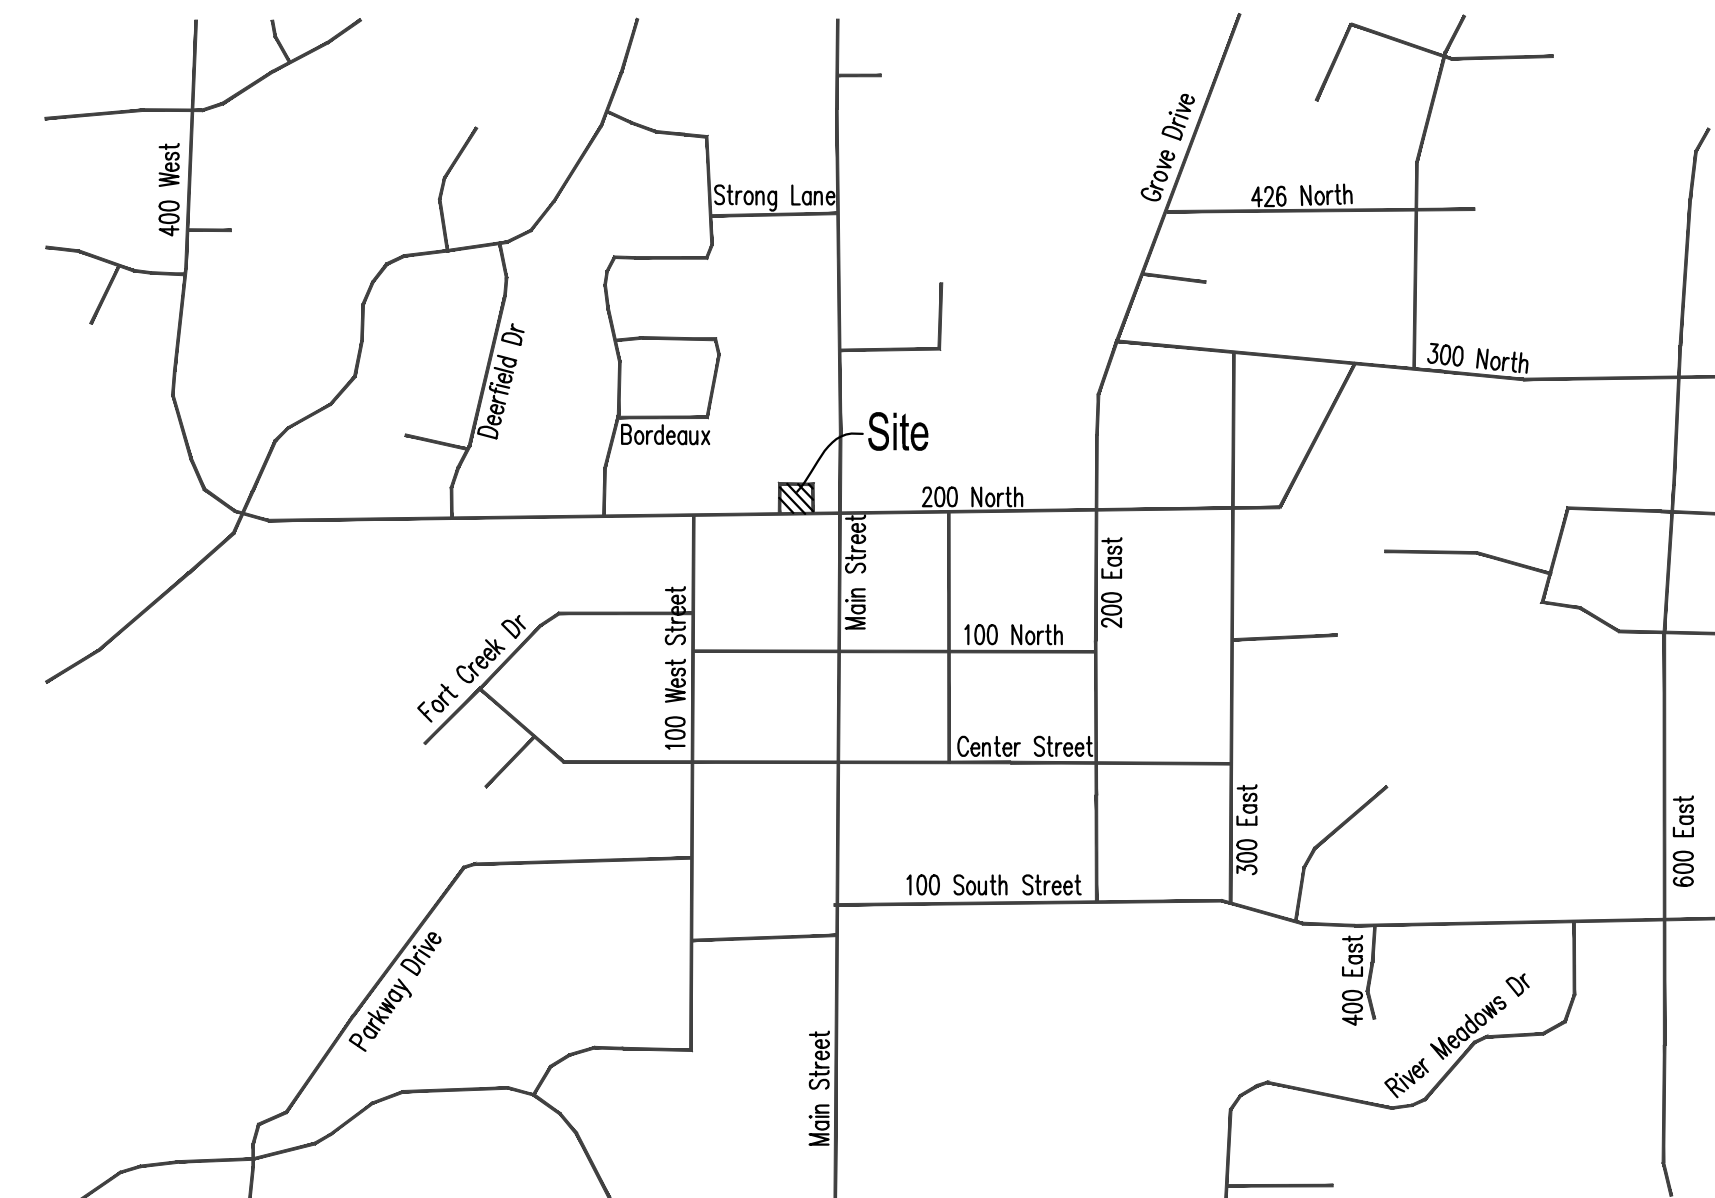 Grove Drive
400 West
Strong Lane
426 North
Deerfield Dr
300 North
Bordeaux
Site
200 North
Main Street
200 East
100 West Street
Fort Creek Dr
100 North
Center Street
300 East
600 East
100 South Street
Parkway Drive
400 East
River Meadows Dr
Main Street